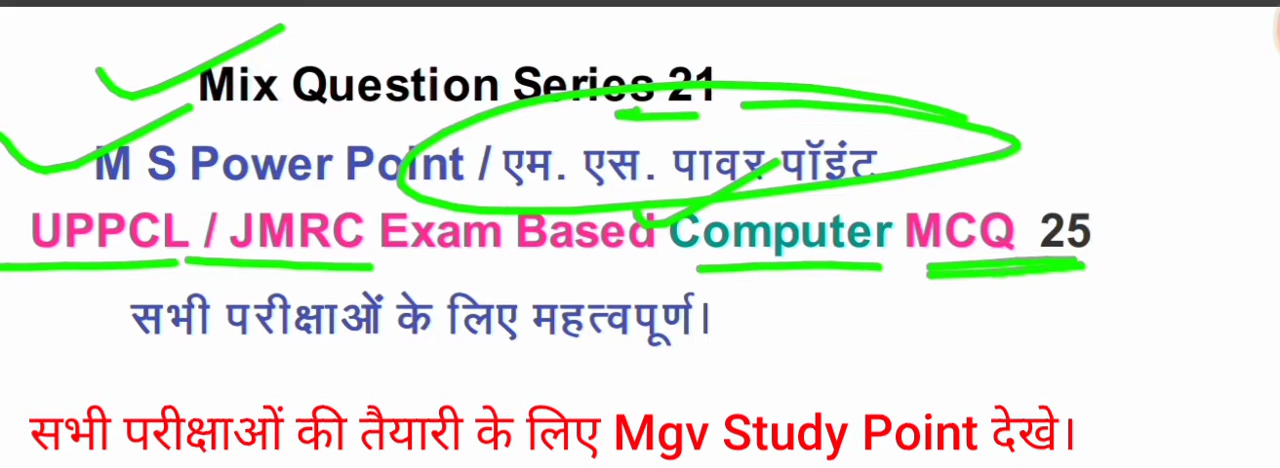 Mix Question Series 21
M S Power Point / एम. एस. पावर पॉइंट
UPPCL / JMRC Exam Based Computer MCQ 25
सभी परीक्षाओं के लिए महत्वपूर्ण।
सभी परीक्षाओं की तैयारी के लिए Mgv Study Point देखे।